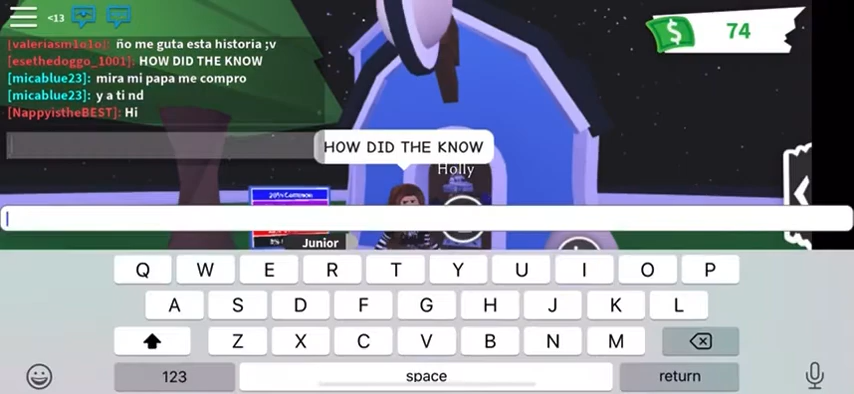 <13
74
[valeriasm1o1o]: ño me guta esta historia ;v
[esethedoggo_1001]: HOW DID THE KNOW
[micablue23]: mira mi papa me compro
[micablue23]: y a ti nd
[NappyistheBEST]: Hi
HOW DID THE KNOW
Holly
Junior
Q W E R T Y U I O P
A S D F G H J K L
Z X C V B N M
123 space return